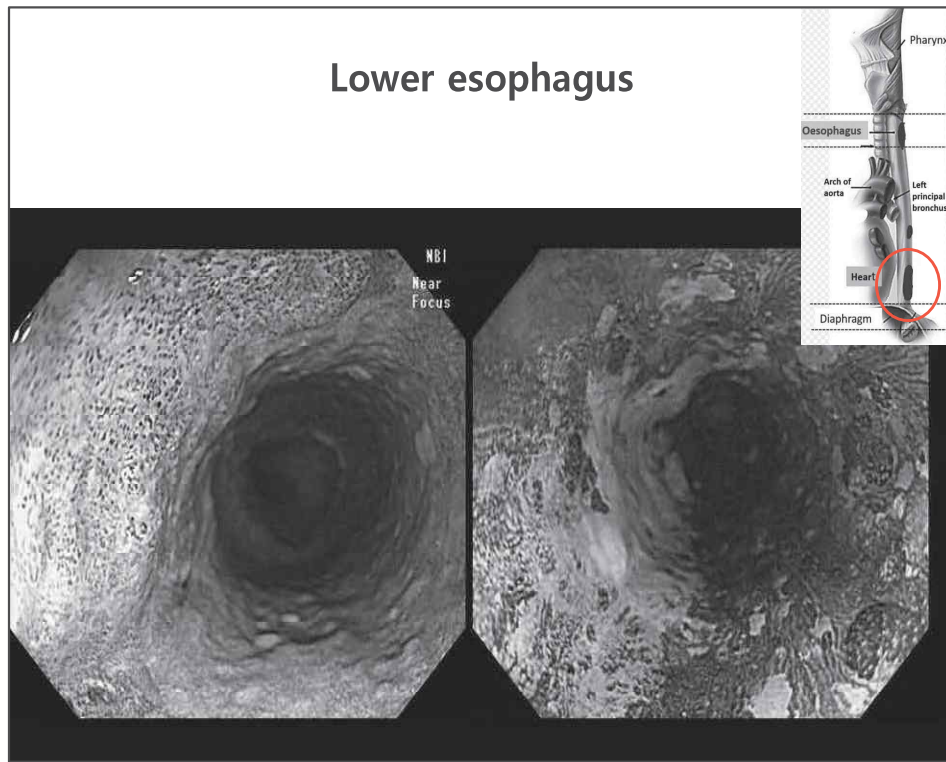 Lower esophagus
Pharynx
Oesophagus
Arch of
aorta
Left
principal
bronchus
Heart
Diaphragm
NBI
Near
Focus